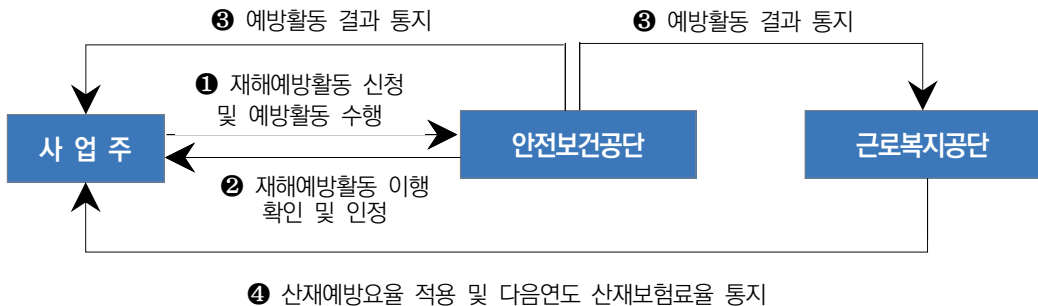 ❸ 예방활동 결과 통지
❸ 예방활동 결과 통지
❶ 재해예방활동 신청
및 예방활동 수행
사 업 주
안전보건공단
근로복지공단
❷ 재해예방활동 이행
확인 및 인정
❹ 산재예방요율 적용 및 다음연도 산재보험료율 통지